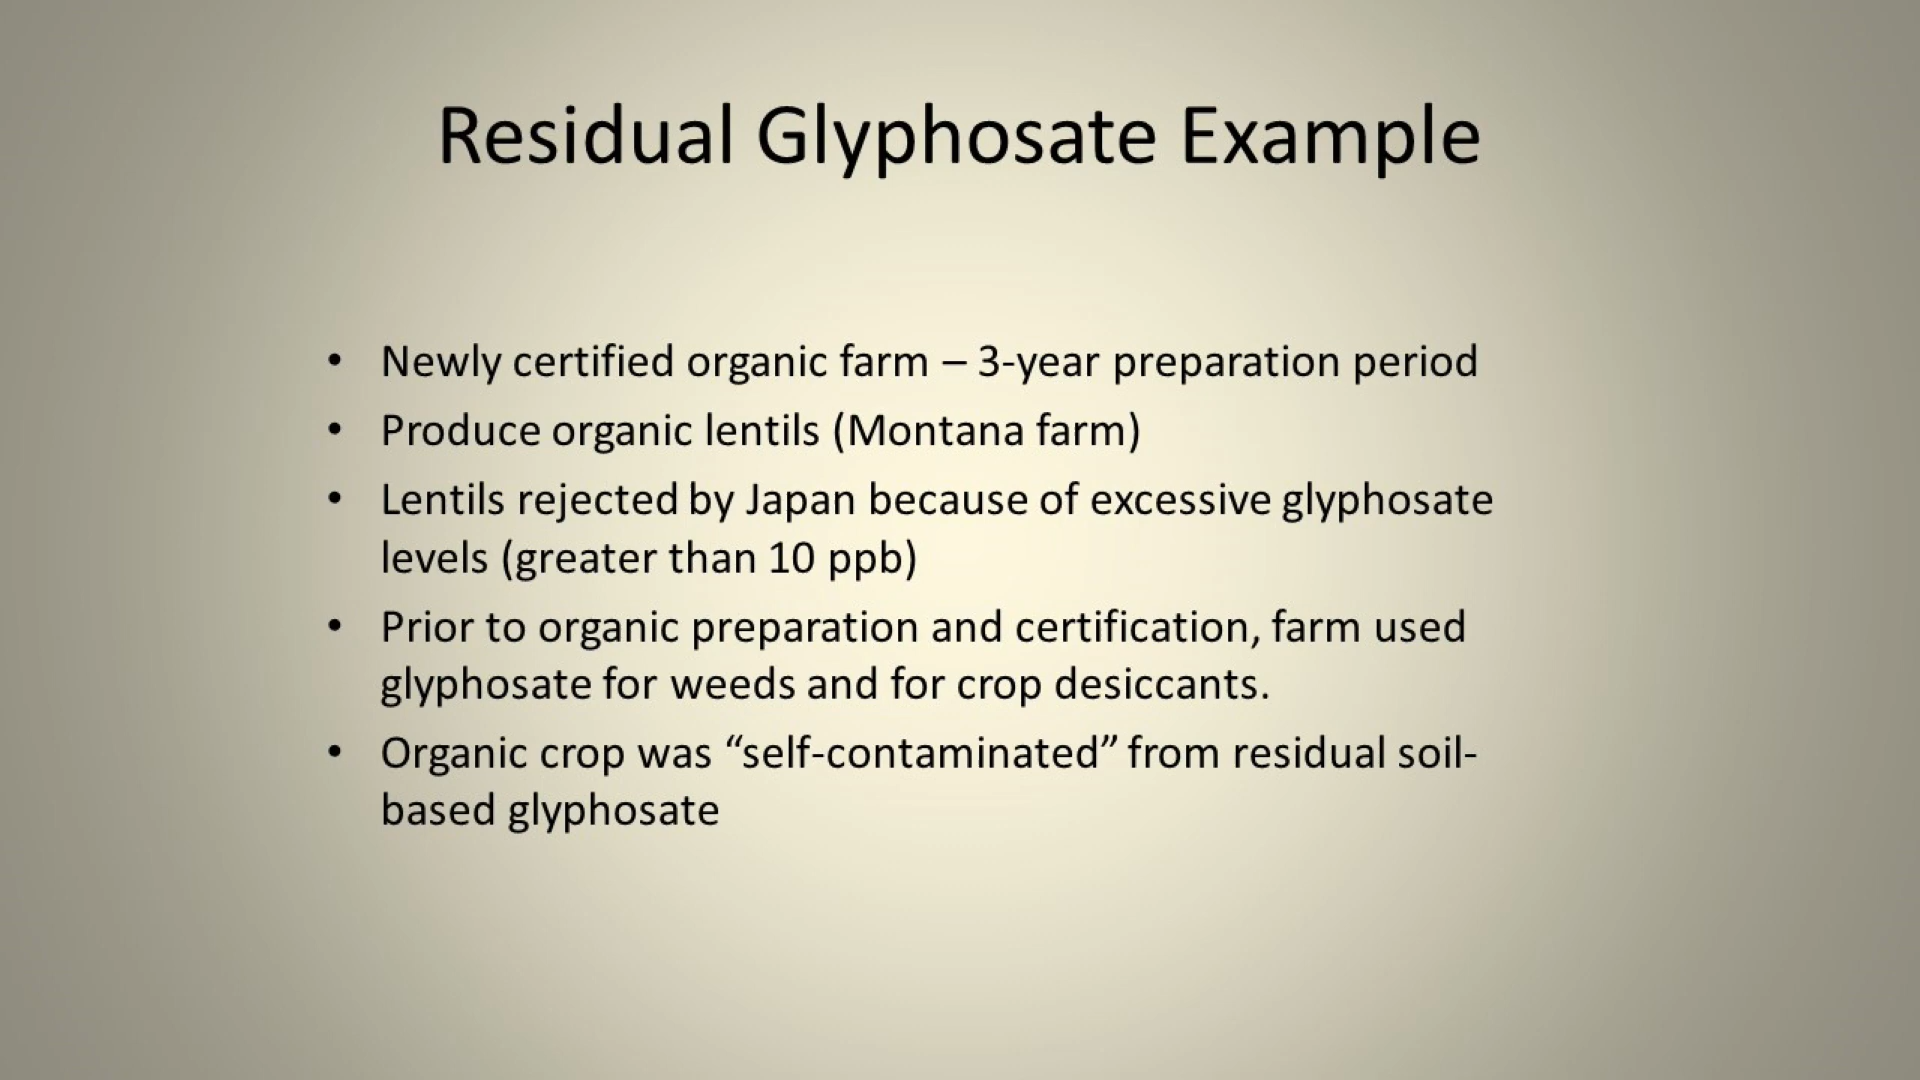 Residual Glyphosate Example
• Newly certified organic farm – 3-year preparation period
• Produce organic lentils (Montana farm)
• Lentils rejected by Japan because of excessive glyphosate
levels (greater than 10 ppb)
• Prior to organic preparation and certification, farm used
glyphosate for weeds and for crop desiccants.
• Organic crop was “self-contaminated” from residual soil-
based glyphosate